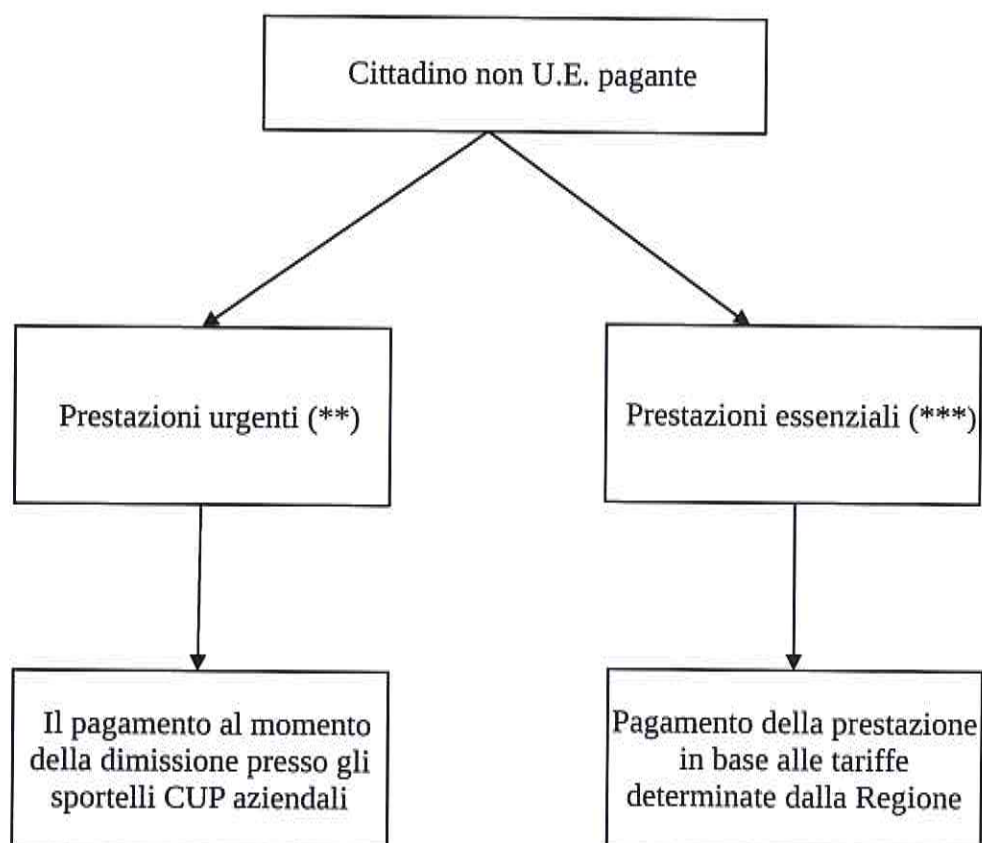 Cittadino non U.E. pagante
Prestazioni urgenti (**)
Prestazioni essenziali (***)
Il pagamento al momento
della dimissione presso gli
sportelli CUP aziendali
Pagamento della prestazione
in base alle tariffe
determinate dalla Regione